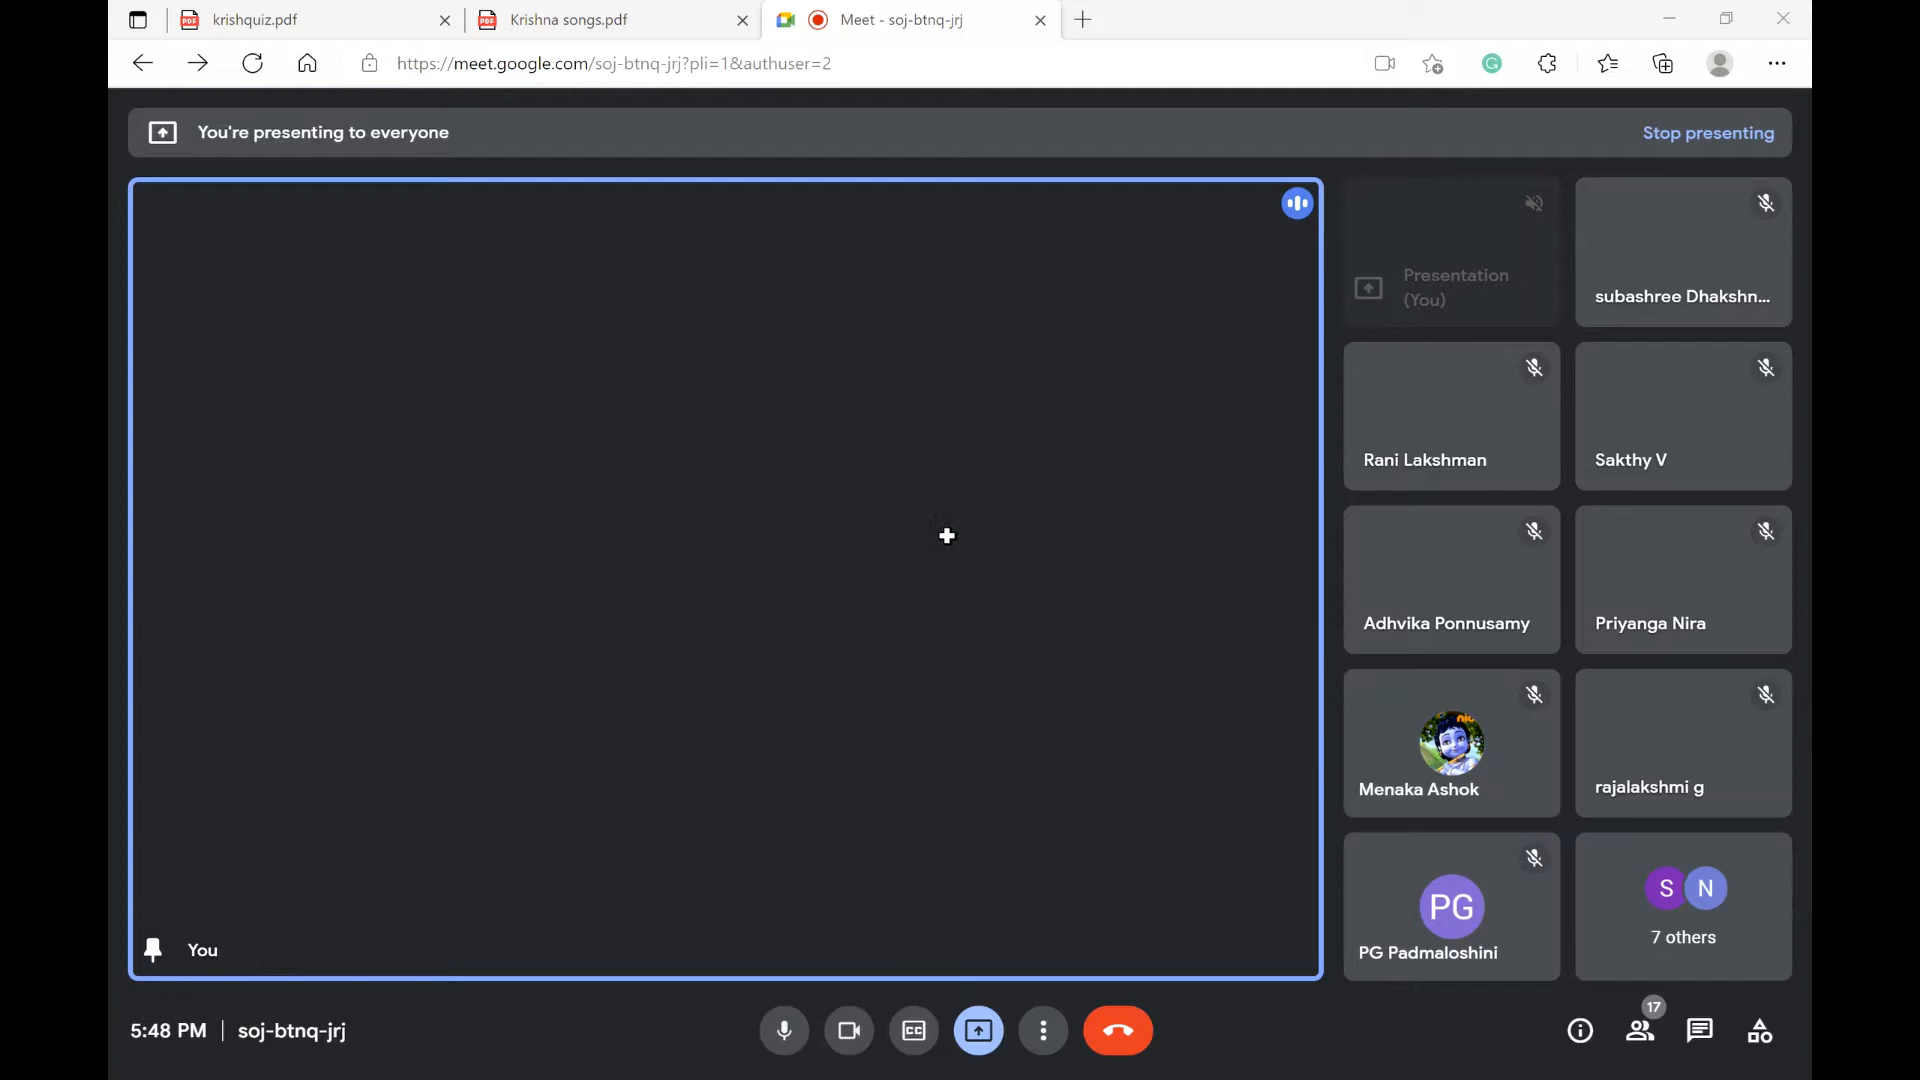 krishquiz.pdf
Krishna songs.pdf
Meet - soj-btnq-jrj
https://meet.google.com/soj-btnq-jrj?pli=1&authuser=2
You're presenting to everyone
Stop presenting
Presentation
(You)
subashree Dhakshn...
Rani Lakshman
Sakthy V
Adhvika Ponnusamy
Priyanga Nira
Menaka Ashok
rajalakshmi g
PG
PG Padmaloshini
S N
7 others
You
5:48 PM | soj-btnq-jrj
17